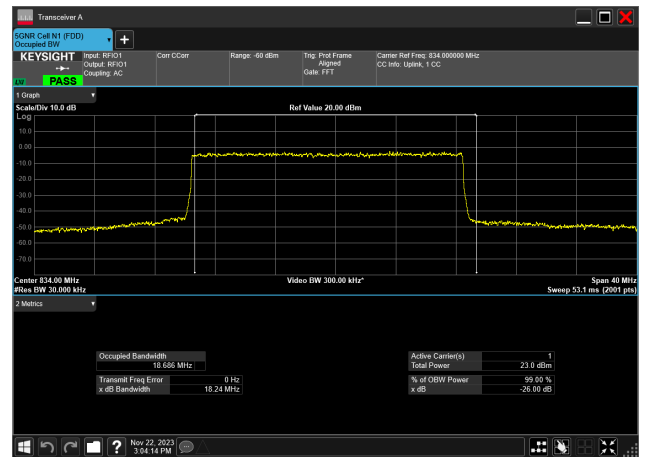 Transceiver A
5GNR Cell N1 (FDD)
Occupied BW
+
KEYSIGHT
LXI
PASS
Input: RFIO1
Output: RFIO1
Coupling: AC
Corr CCorr
Range: -60 dBm
Trig: Prot Frame
Aligned
Gate: FFT
Carrier Ref Freq: 834.000000 MHz
CC Info: Uplink, 1 CC
1 Graph
Scale/Div 10.0 dB
Ref Value 20.00 dBm
Log
10.0
0.00
-10.0
-20.0
-30.0
-40.0
-50.0
-60.0
-70.0
Center 834.00 MHz
Video BW 300.00 kHz*
Span 40 MHz
#Res BW 30.000 kHz
Sweep 53.1 ms (2001 pts)
2 Metrics
Occupied Bandwidth
18.686 MHz
Transmit Freq Error 0 Hz
x dB Bandwidth 18.24 MHz
Active Carrier(s) 1
Total Power 23.0 dBm
% of OBW Power 99.00 %
x dB -26.00 dB
?
Nov 22, 2023
3:04:14 PM